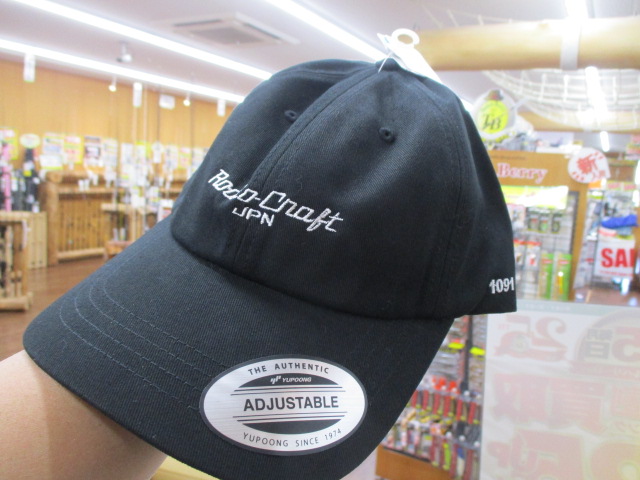 Rodio-Craft
JPN
1091
THE AUTHENTIC
YUPOONG
ADJUSTABLE
YUPOONG SINCE 1974
Berry
SAL